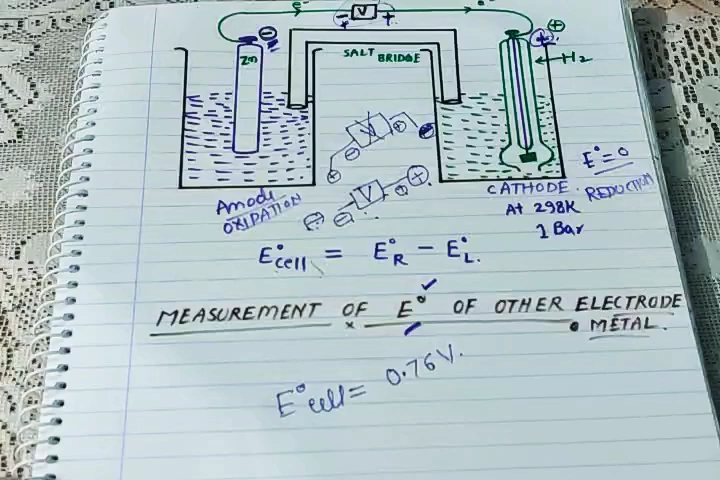 e⁻
- V +
Zn
⊖
SALT BRIDGE
⊕
+
H₂
⊖ ⊕
V
⊕
⊖
E° = 0
Anode
OXIDATION
CATHODE.
REDUCTION
At 298K
1 Bar
E°cell = E°R - E°L.
MEASUREMENT OF E° OF OTHER ELECTRODE
METAL.
E°cell = 0.76V.